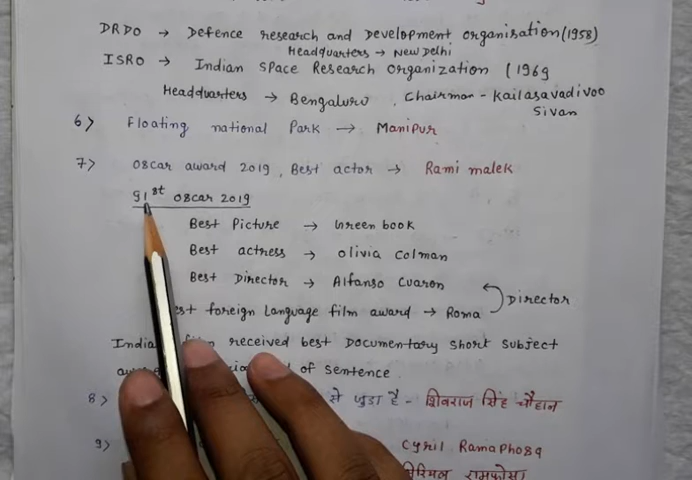 DRDO → Defence research and Development organisation (1958)
Headquarters → New Delhi
ISRO → Indian Space Research Organization (1969
Headquarters → Bengaluru, Chairman - Kailasavadivoo
Sivan
6> Floating national Park → Manipur
7> Oscar award 2019, Best actor → Rami malek
91st Oscar 2019
Best Picture → Green book
Best actress → Olivia Colman
Best Director → Alfanso Cuaron
Director
foreign Language film award → Roma
India received best Documentary short subject
of sentence.
8> से जुड़ा है - शिवराज सिंह चौहान
9> Cyril Ramaphosa
सिरिमल रामफोसा